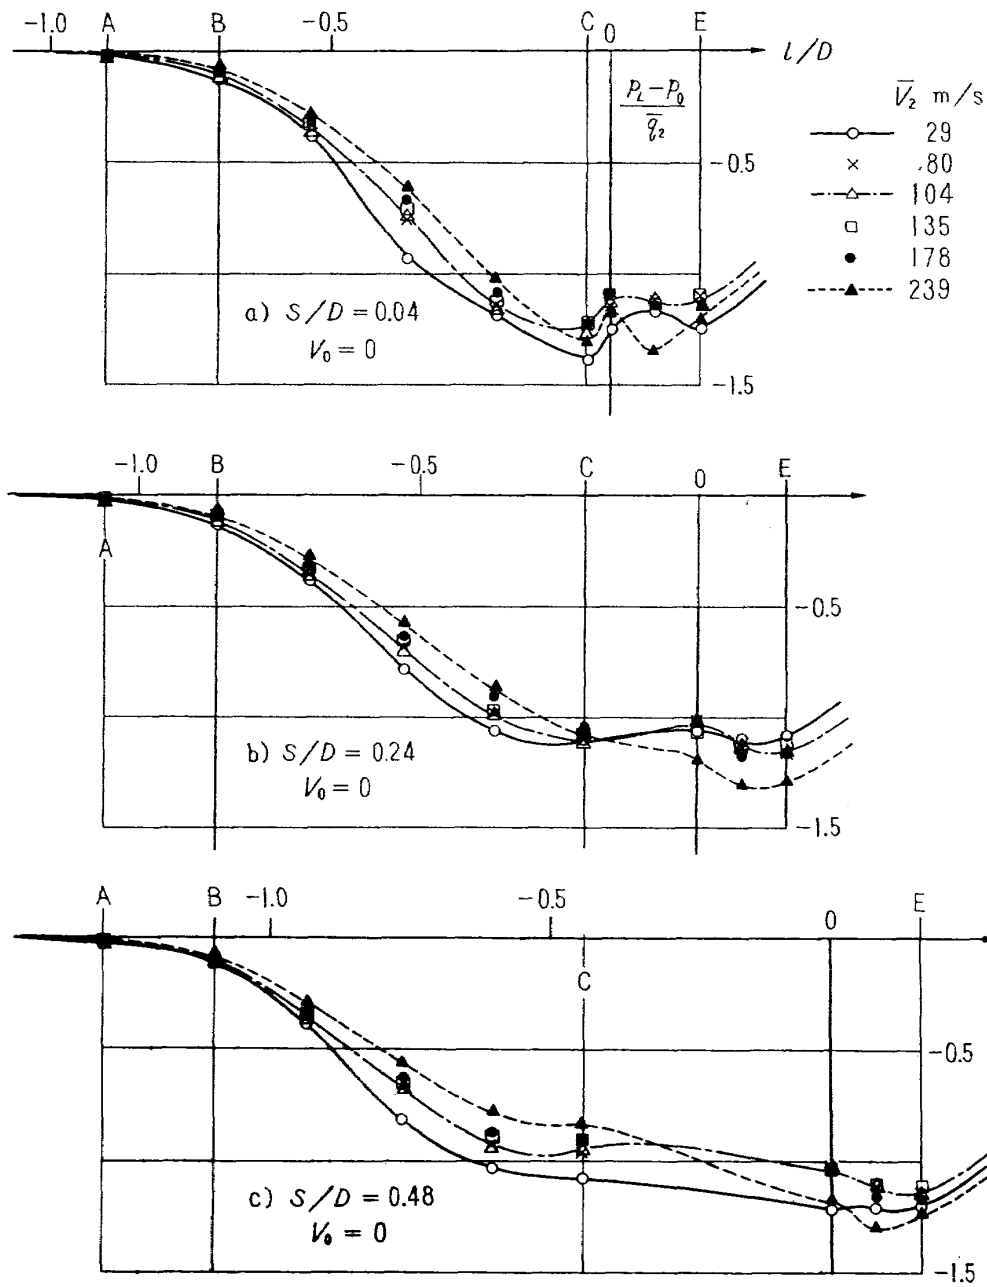 -1.0 A B -0.5 C 0 E
l/D
P_L-P_0
q̅_2
V̅_2 m/s
29
.80
104
135
178
239
-0.5
a) S/D = 0.04
V_0 = 0
-1.5
-1.0 B -0.5 C 0 E
A
-0.5
b) S/D = 0.24
V_0 = 0
-1.5
A B -1.0 -0.5 0 E
C
-0.5
c) S/D = 0.48
V_0 = 0
-1.5